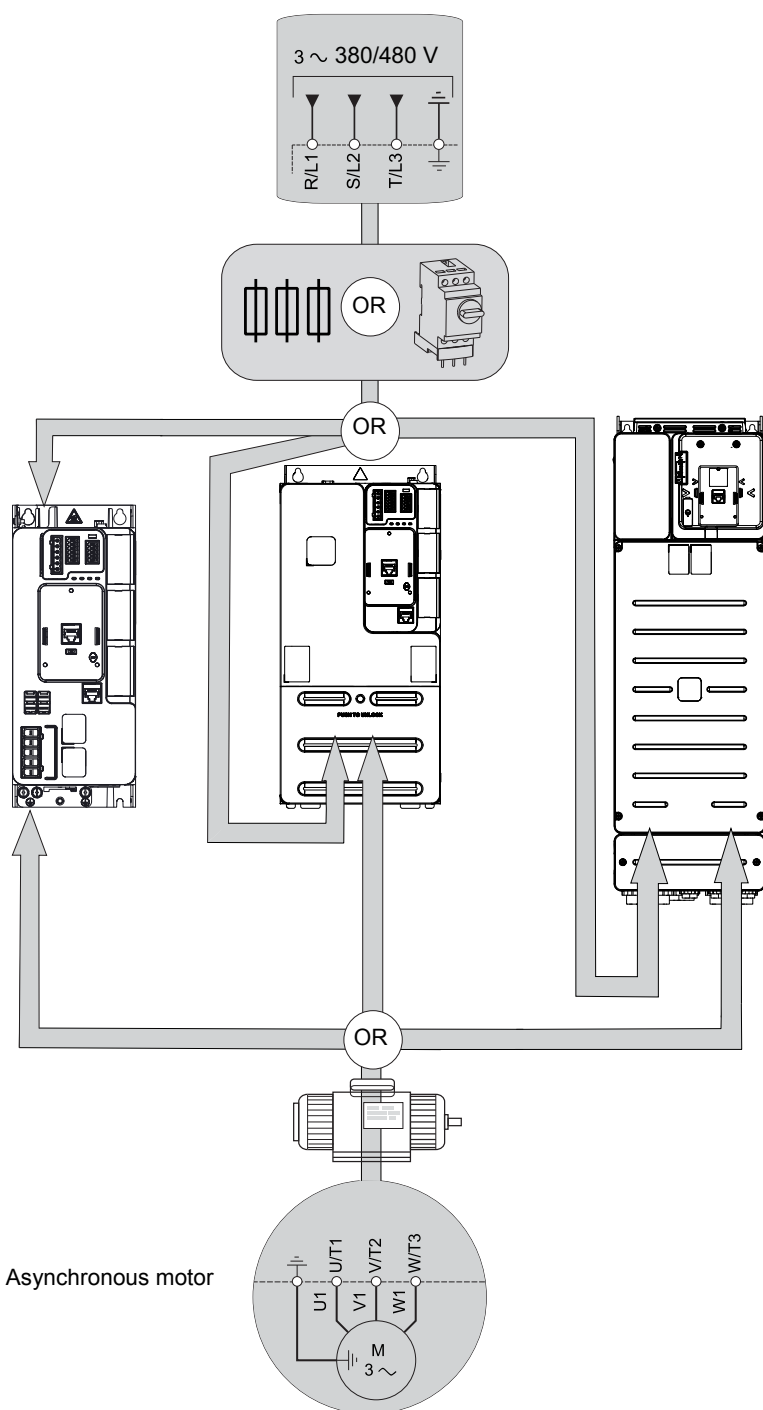 3 ∼ 380/480 V
R/L1
S/L2
T/L3
OR
OR
PUSH TO UNLOCK
OR
Asynchronous motor
U/T1
V/T2
W/T3
U1
V1
W1
M
3 ∼